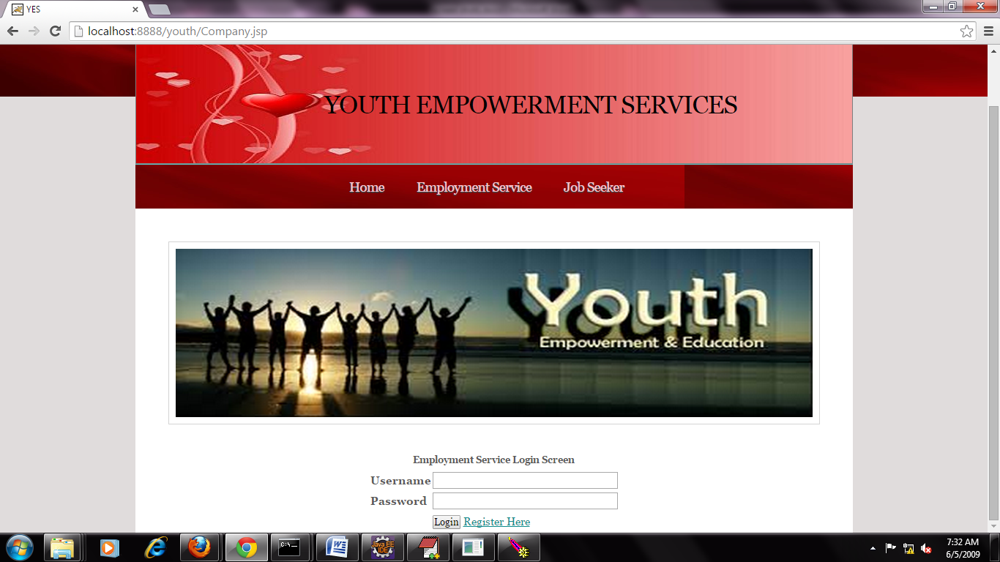 YES
localhost:8888/youth/Company.jsp
YOUTH EMPOWERMENT SERVICES
Home Employment Service Job Seeker
Youth
Empowerment & Education
Employment Service Login Screen
Username
Password
Login Register Here
C:\.
Java EE
IDE
7:32 AM
6/5/2009